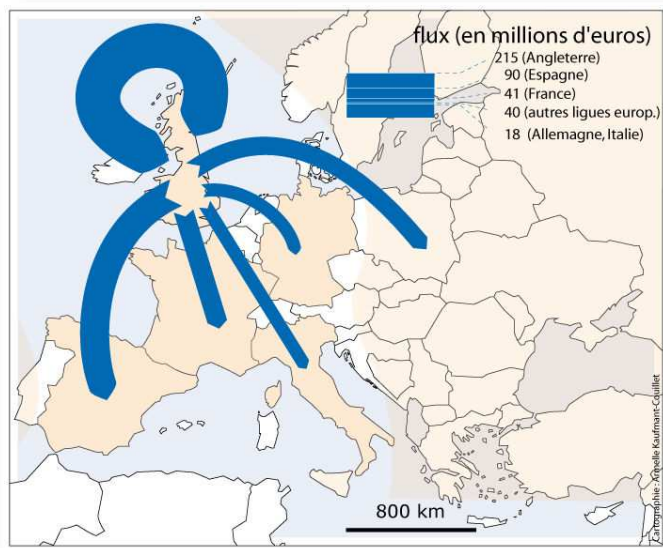 flux (en millions d'euros)
215 (Angleterre)
90 (Espagne)
41 (France)
40 (autres ligues europ.)
18 (Allemagne, Italie)
800 km
Cartographie : Armelle Kaufmant-Couillet